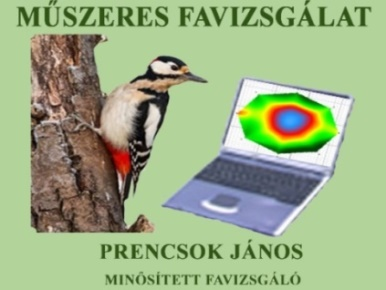 MŰSZERES FAVIZSGÁLAT
PRENCSOK JÁNOS
MINŐSÍTETT FAVIZSGÁLÓ